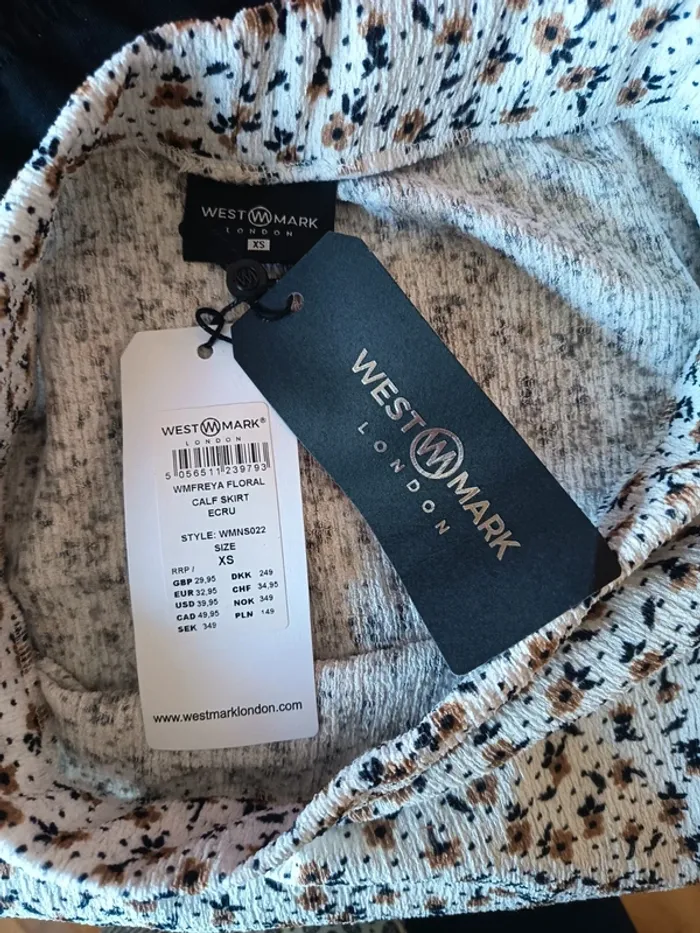 WEST M MARK
LONDON
XS
WEST M MARK
LONDON
WEST M MARK®
LONDON
5 056511 239793
WMFREYA FLORAL
CALF SKIRT
ECRU
STYLE: WMNS022
SIZE
XS
RRP /
GBP 29,95 DKK 249
EUR 32,95 CHF 34,95
USD 39,95 NOK 349
CAD 49,95 PLN 149
SEK 349
www.westmarklondon.com